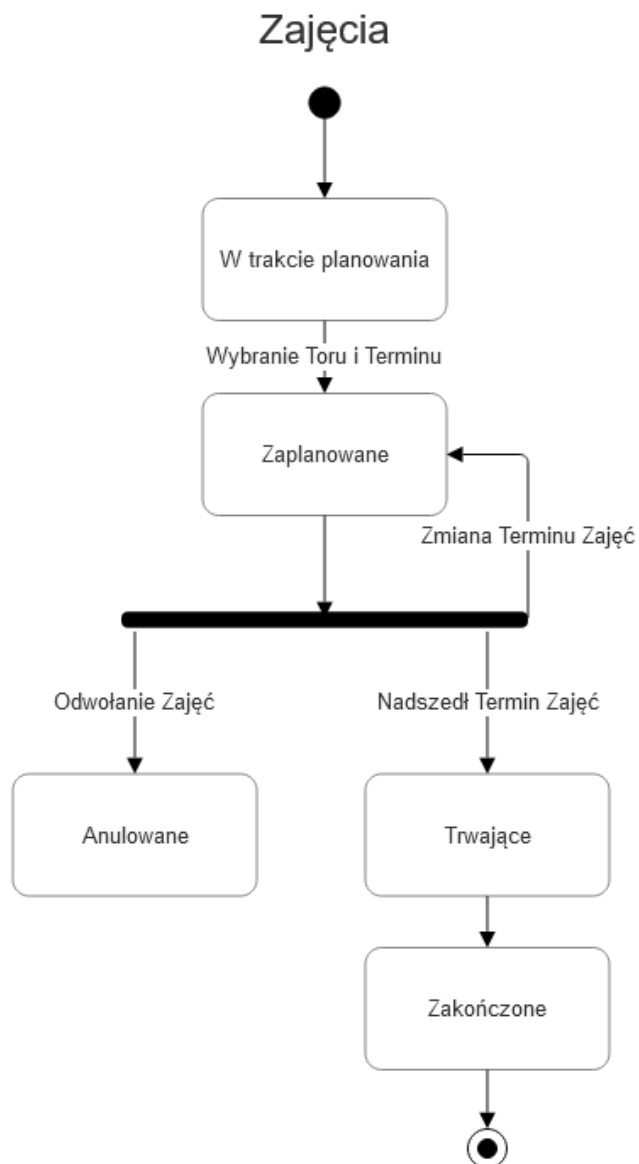 Zajęcia
W trakcie planowania
Wybranie Toru i Terminu
Zaplanowane
Zmiana Terminu Zajęć
Odwołanie Zajęć
Nadszedł Termin Zajęć
Anulowane
Trwające
Zakończone